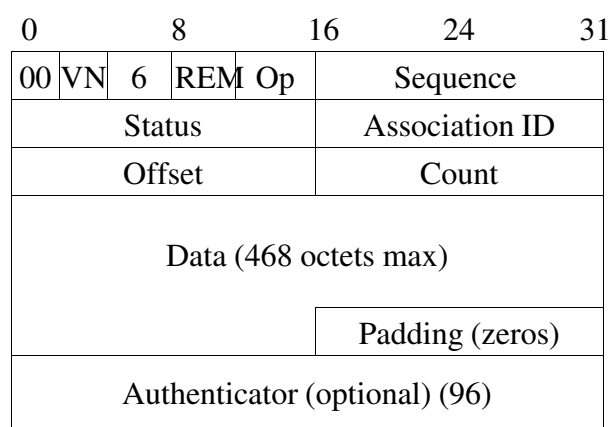 0 8 16 24 31
00 VN 6 REM Op Sequence
Status Association ID
Offset Count
Data (468 octets max)
Padding (zeros)
Authenticator (optional) (96)